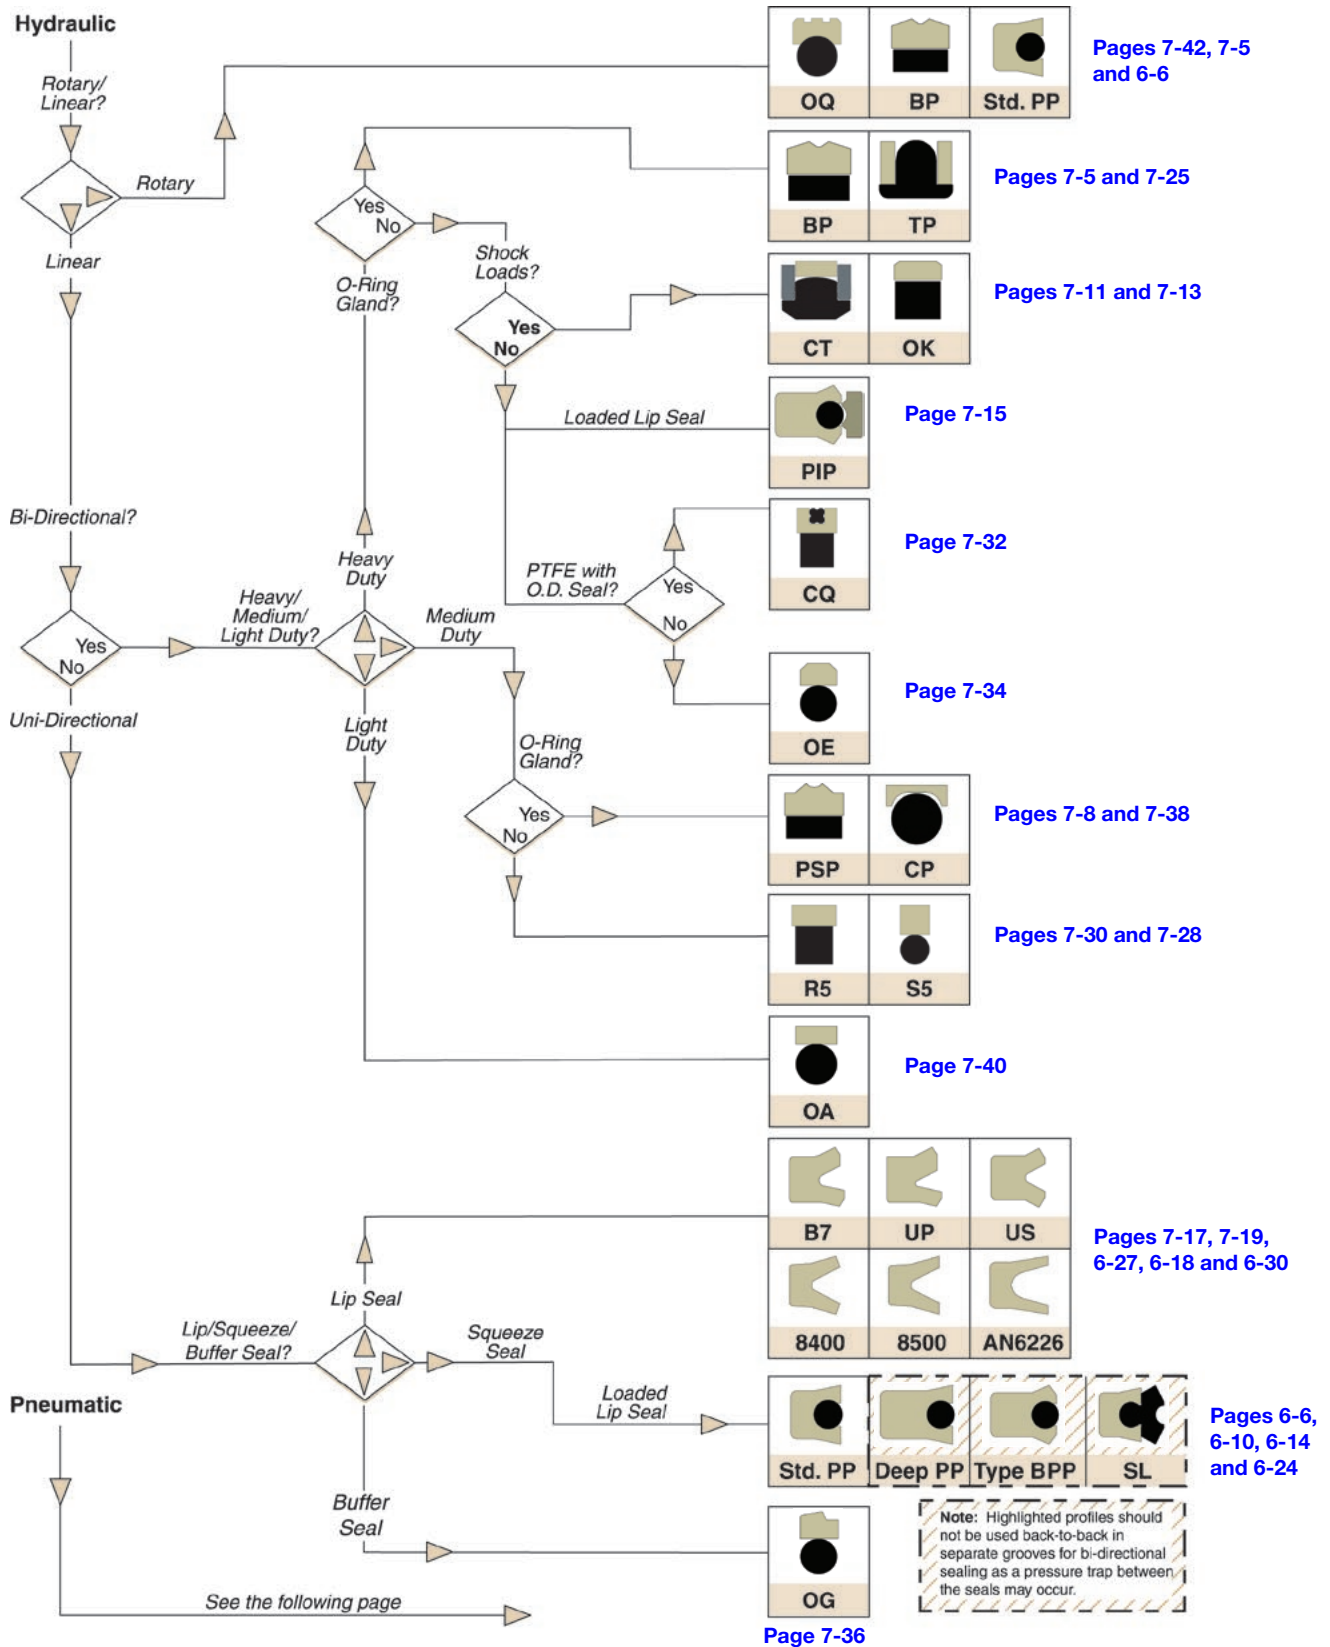 Hydraulic
Rotary/
Linear?
Rotary
Linear
OQ
BP
Std. PP
Pages 7-42, 7-5
and 6-6
Yes
No
O-Ring
Gland?
BP
TP
Pages 7-5 and 7-25
Shock
Loads?
Yes
No
CT
OK
Pages 7-11 and 7-13
Loaded Lip Seal
PIP
Page 7-15
Bi-Directional?
Yes
No
Uni-Directional
Heavy/
Medium/
Light Duty?
Heavy
Duty
Medium
Duty
Light
Duty
PTFE with
O.D. Seal?
Yes
No
CQ
Page 7-32
OE
Page 7-34
O-Ring
Gland?
Yes
No
PSP
CP
Pages 7-8 and 7-38
R5
S5
Pages 7-30 and 7-28
OA
Page 7-40
Lip/Squeeze/
Buffer Seal?
Lip Seal
B7
UP
US
8400
8500
AN6226
Pages 7-17, 7-19,
6-27, 6-18 and 6-30
Squeeze
Seal
Loaded
Lip Seal
Std. PP
Deep PP
Type BPP
SL
Pages 6-6,
6-10, 6-14
and 6-24
Buffer
Seal
OG
Page 7-36
Note: Highlighted profiles should
not be used back-to-back in
separate grooves for bi-directional
sealing as a pressure trap between
the seals may occur.
Pneumatic
See the following page